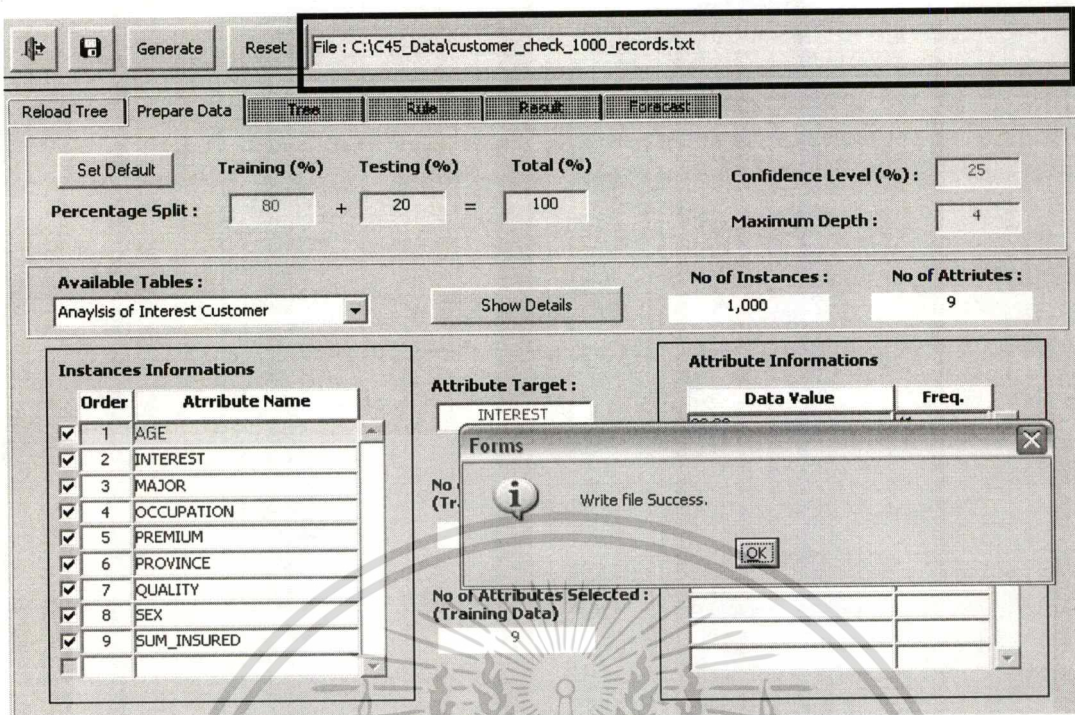 Generate Reset File : C:\C45_Data\customer_check_1000_records.txt
Reload Tree Prepare Data Tree Rule Result Forecast
Set Default Training (%) Testing (%) Total (%) Confidence Level (%) : 25
Percentage Split : 80 + 20 = 100 Maximum Depth : 4
Available Tables : No of Instances : No of Attriutes :
Anaylsis of Interest Customer Show Details 1,000 9
Instances Informations Attribute Target : Attribute Informations
Order Atrribute Name INTEREST Data Value Freq.
1 AGE
2 INTEREST
3 MAJOR
4 OCCUPATION
5 PREMIUM
6 PROVINCE
7 QUALITY
8 SEX
9 SUM_INSURED
Forms
Write file Success.
OK
No of Attributes Selected :
(Training Data)
9